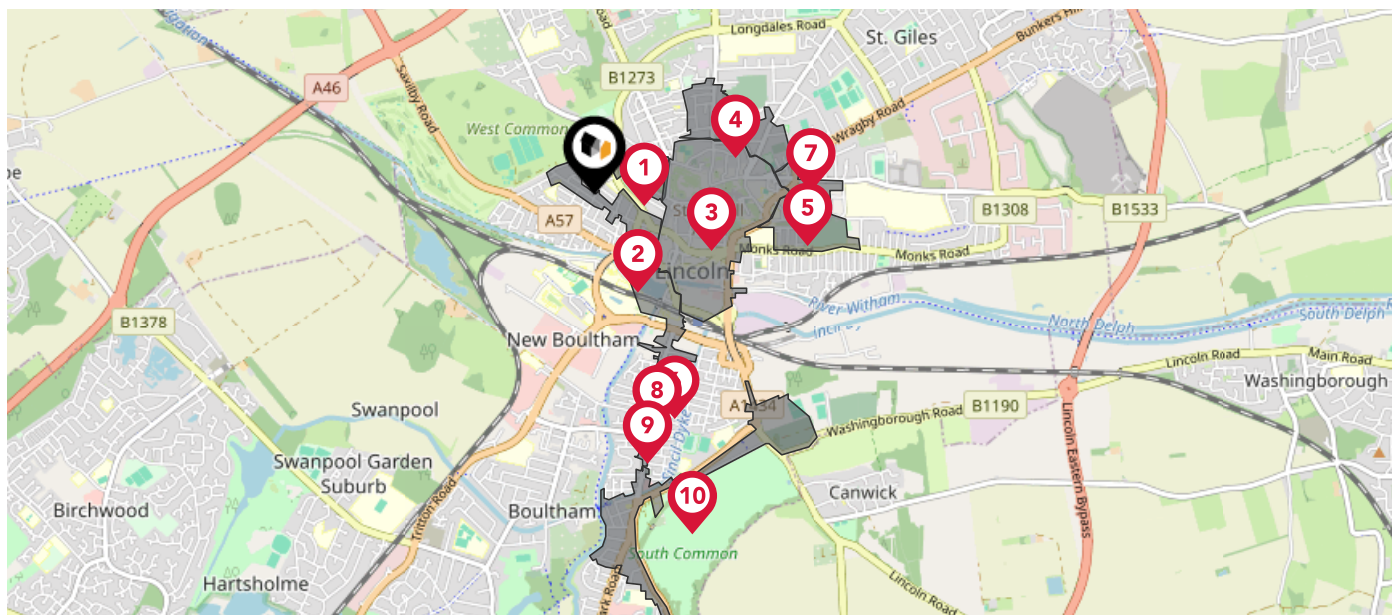 Longdales Road
St. Giles
Bunkers Hill
B1273
A46
Saxilby Road
West Common
4
Wragby Road
7
1
B1308
B1533
A57
3
5
2
Monks Road
Monks Road
Lincoln
River Witham
North Delph
South Delph
B1378
New Boultham
Lincoln Road
Main Road
Washingborough
8
Swanpool
B1190
Washingborough Road
9
Lincoln Eastern Bypass
Swanpool Garden
Suburb
Tritton Road
10
Canwick
Birchwood
Boultham
South Common
Hartsholme
Lincoln Road